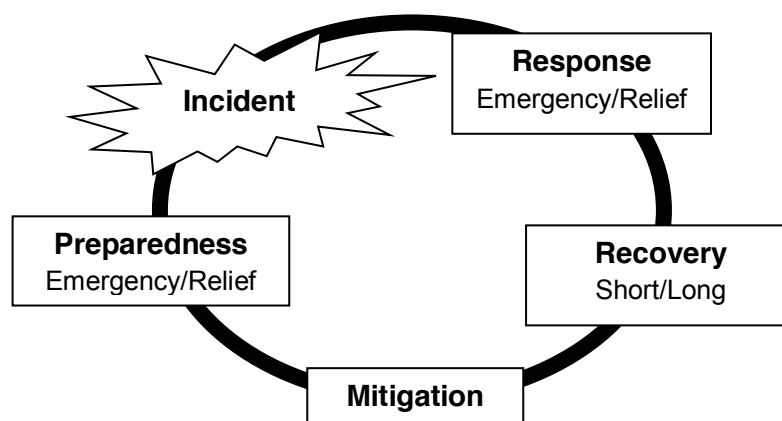 Response
Emergency/Relief
Incident
Preparedness
Emergency/Relief
Recovery
Short/Long
Mitigation